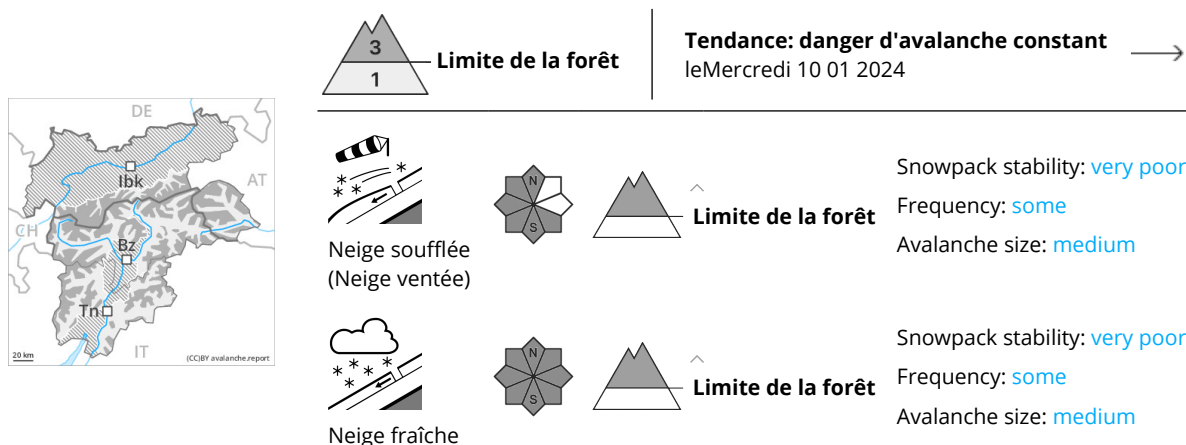 3
1
Limite de la forêt
Tendance: danger d'avalanche constant
leMercredi 10 01 2024
DE
AT
CH
IT
Ibk
Bz
Tn
20 km
(CC)BY avalanche.report
Neige soufflée
(Neige ventée)
N
S
Limite de la forêt
Snowpack stability: very poor
Frequency: some
Avalanche size: medium
Neige fraîche
N
S
Limite de la forêt
Snowpack stability: very poor
Frequency: some
Avalanche size: medium